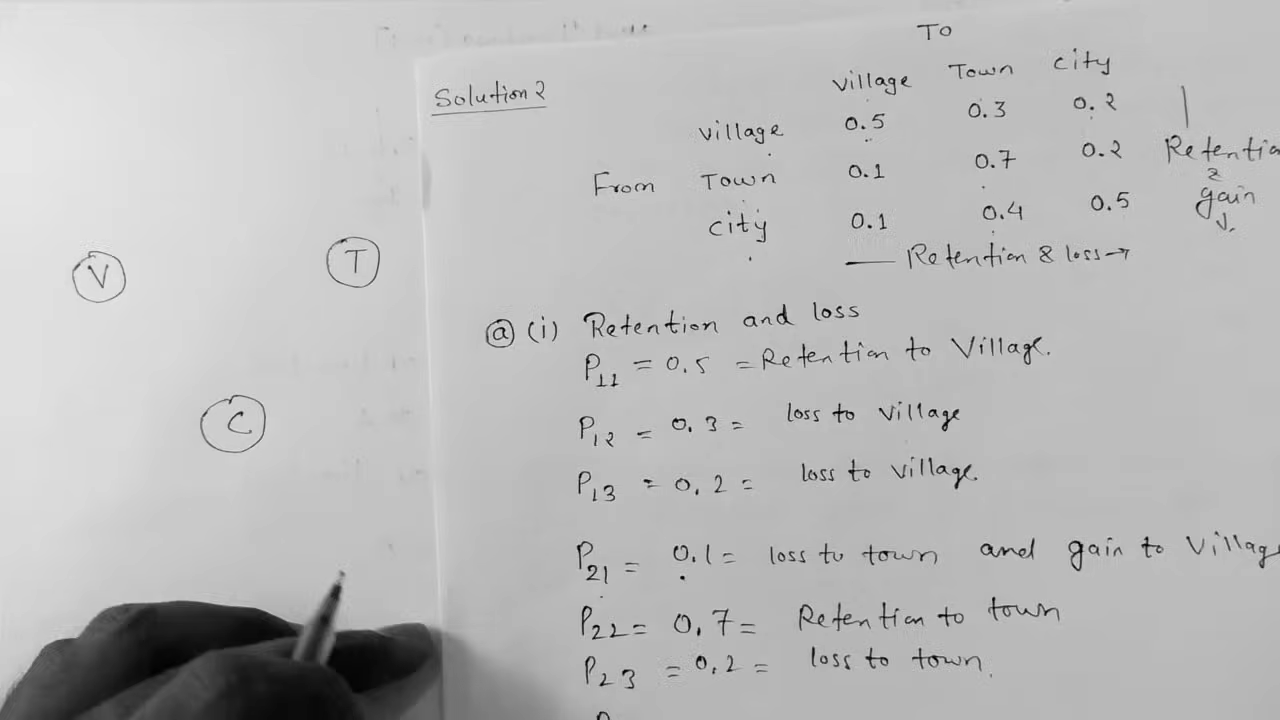 To
Solution 2
Village Town City
Village 0.5 0.3 0.2
From Town 0.1 0.7 0.2 Retentio
&
City 0.1 0.4 0.5 gain
Retention & loss
V
T
C
(a) (i) Retention and loss
P11 = 0.5 = Retention to Village.
P12 = 0.3 = loss to village
P13 = 0.2 = loss to village.
P21 = 0.1 = loss to town and gain to Villag
P22 = 0.7 = Retention to town
P23 = 0.2 = loss to town.